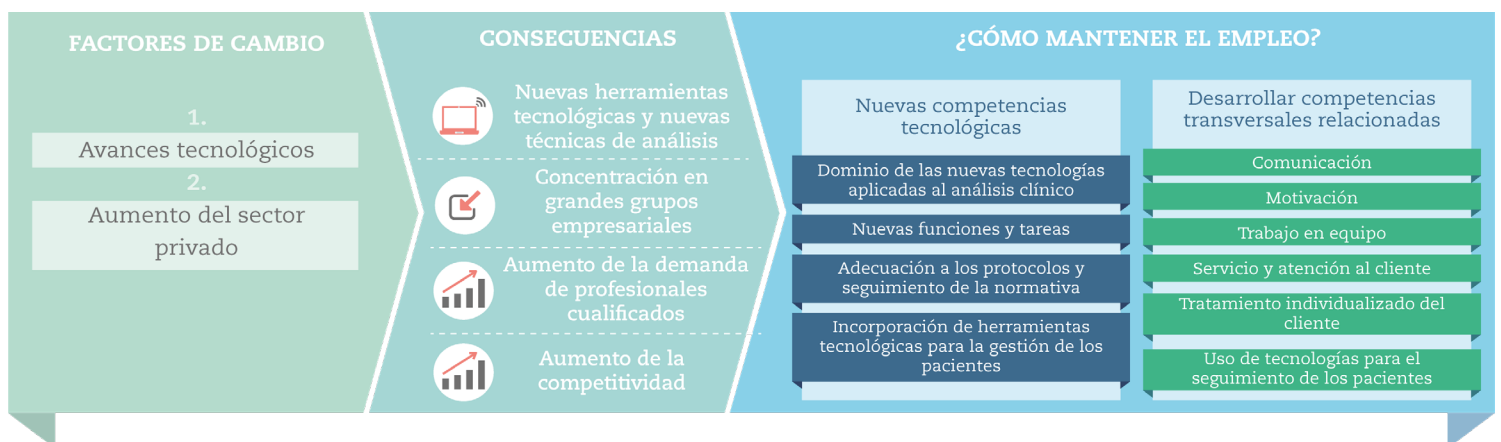 FACTORES DE CAMBIO
1.
Avances tecnológicos
2.
Aumento del sector
privado
CONSECUENCIAS
Nuevas herramientas
tecnológicas y nuevas
técnicas de análisis
Concentración en
grandes grupos
empresariales
Aumento de la demanda
de profesionales
cualificados
Aumento de la
competitividad
¿CÓMO MANTENER EL EMPLEO?
Nuevas competencias
tecnológicas
Dominio de las nuevas tecnologías
aplicadas al análisis clínico
Nuevas funciones y tareas
Adecuación a los protocolos y
seguimiento de la normativa
Incorporación de herramientas
tecnológicas para la gestión de los
pacientes
Desarrollar competencias
transversales relacionadas
Comunicación
Motivación
Trabajo en equipo
Servicio y atención al cliente
Tratamiento individualizado del
cliente
Uso de tecnologías para el
seguimiento de los pacientes